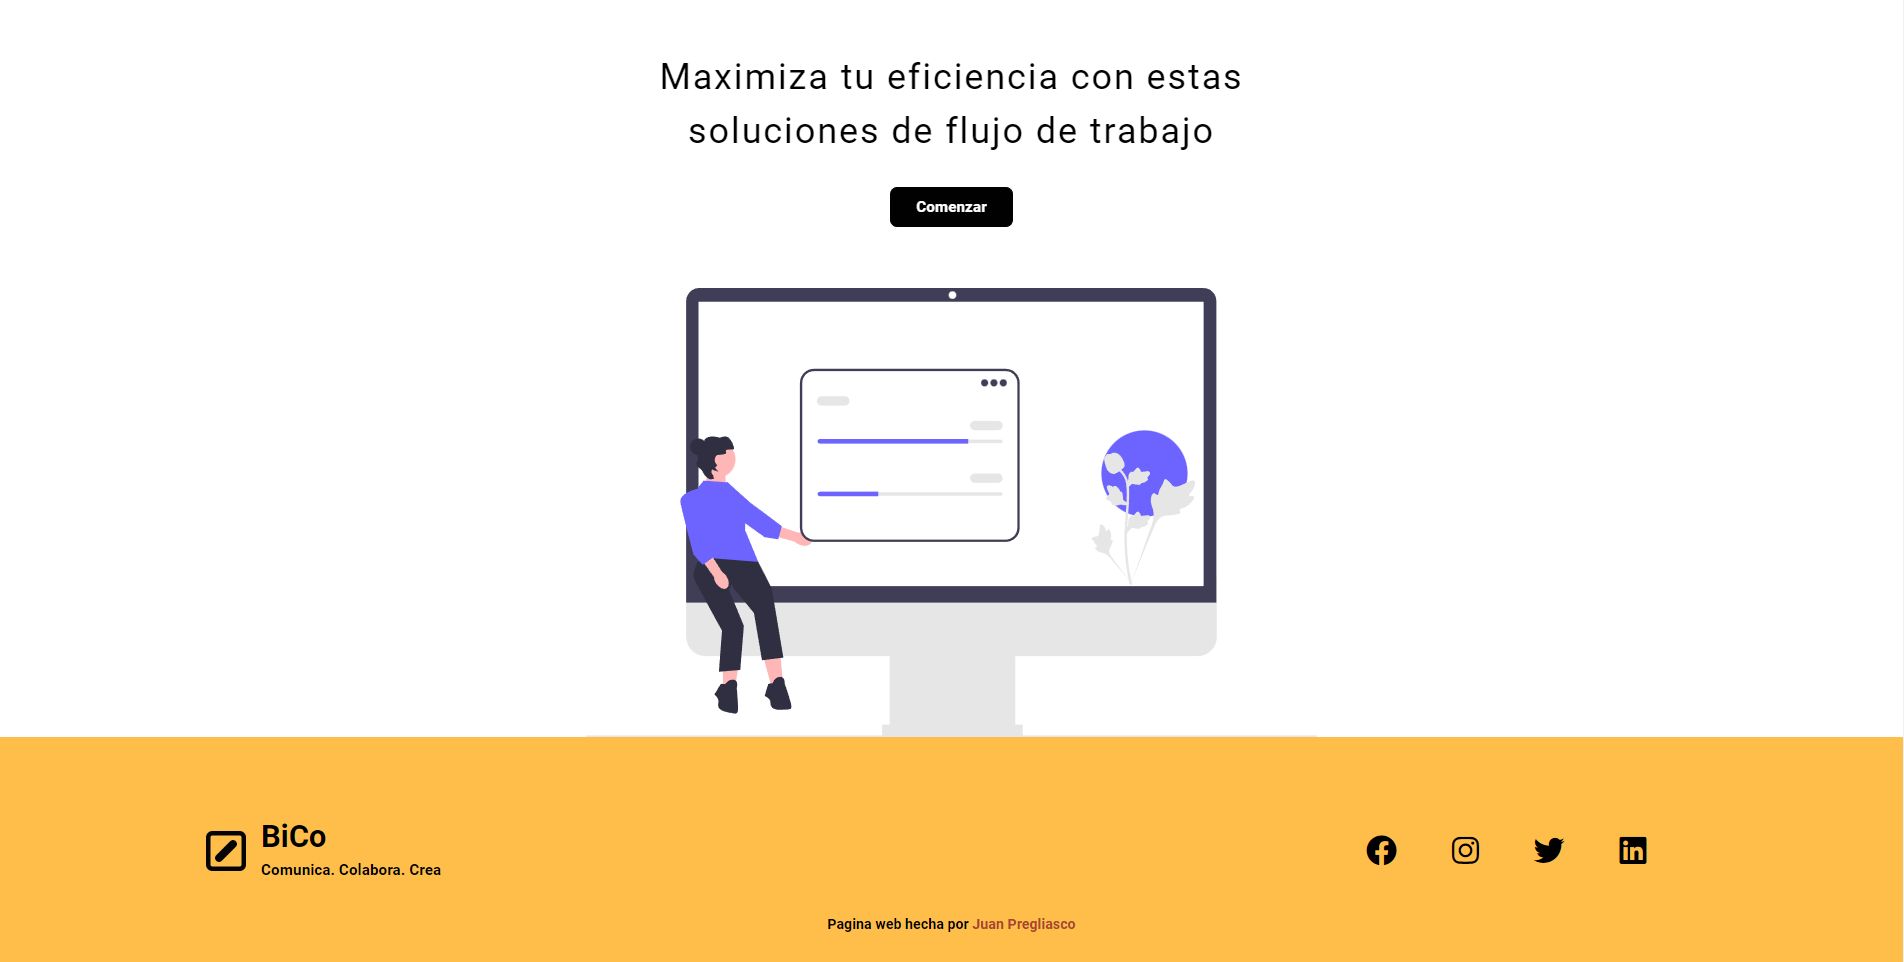 Maximiza tu eficiencia con estas
soluciones de flujo de trabajo
Comenzar
BiCo
Comunica. Colabora. Crea
Pagina web hecha por Juan Pregliasco